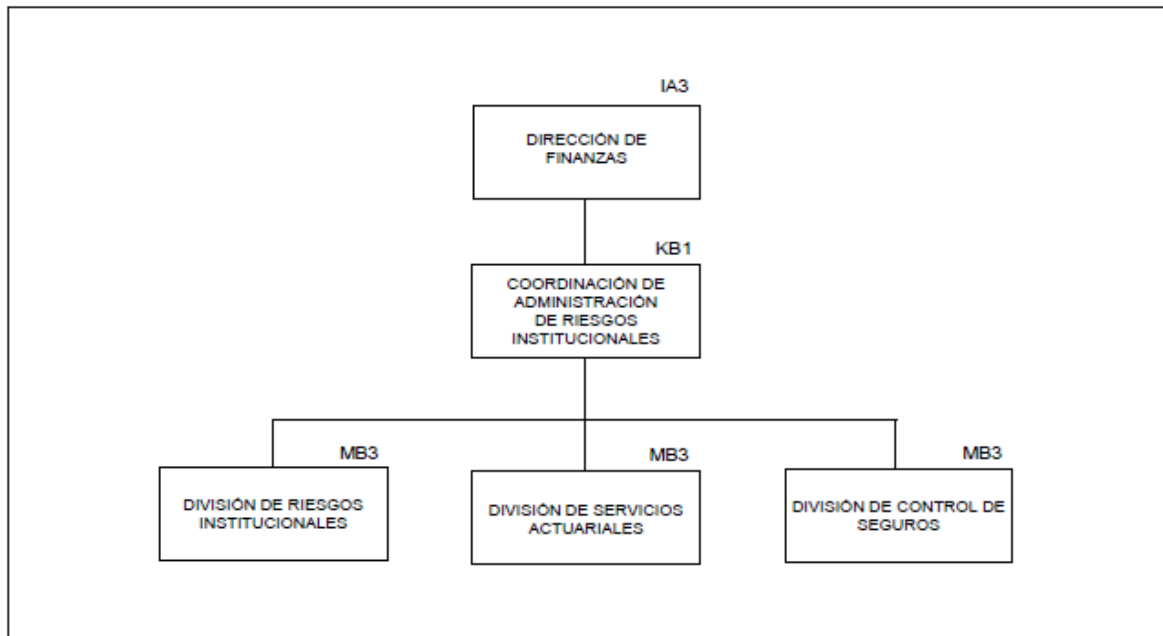 IA3
DIRECCIÓN DE
FINANZAS
KB1
COORDINACIÓN DE
ADMINISTRACIÓN
DE RIESGOS
INSTITUCIONALES
MB3
DIVISIÓN DE RIESGOS
INSTITUCIONALES
MB3
DIVISIÓN DE SERVICIOS
ACTUARIALES
MB3
DIVISIÓN DE CONTROL DE
SEGUROS